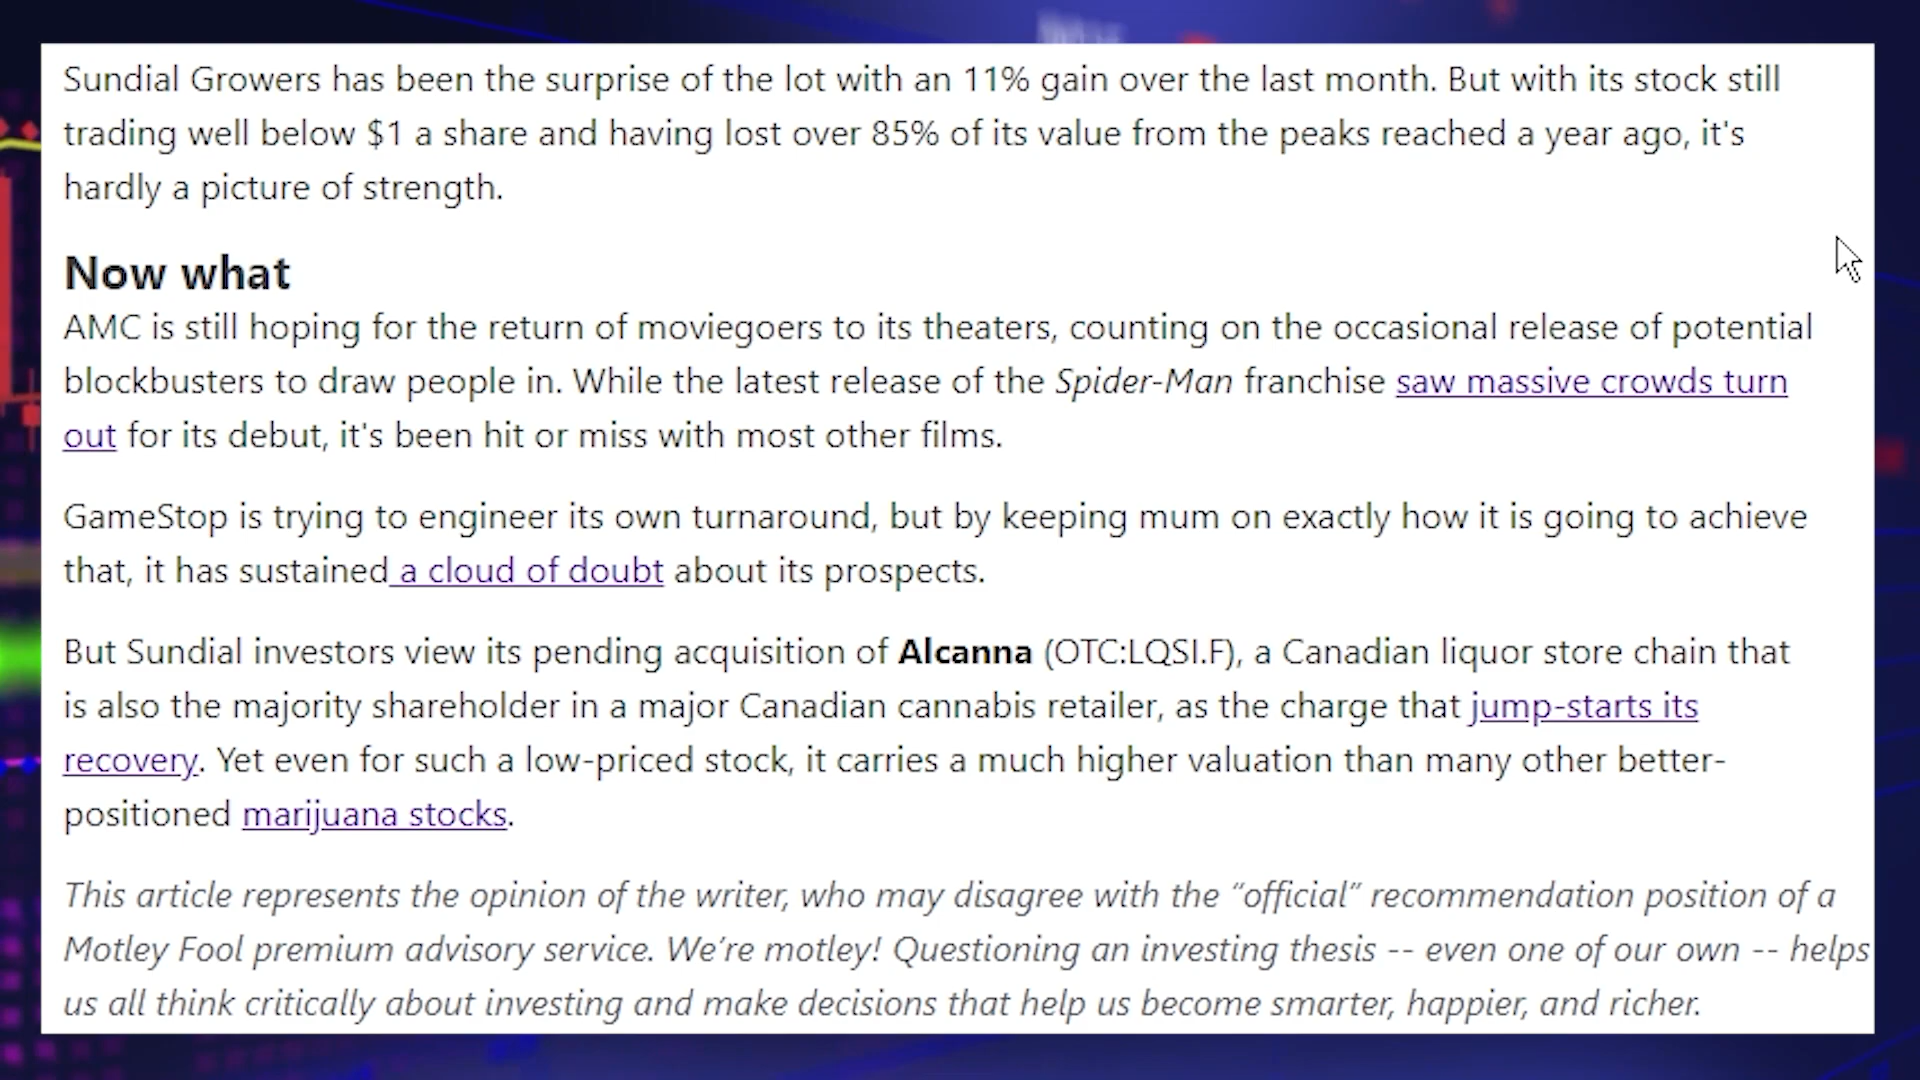 Sundial Growers has been the surprise of the lot with an 11% gain over the last month. But with its stock still
trading well below $1 a share and having lost over 85% of its value from the peaks reached a year ago, it's
hardly a picture of strength.
Now what
AMC is still hoping for the return of moviegoers to its theaters, counting on the occasional release of potential
blockbusters to draw people in. While the latest release of the Spider-Man franchise saw massive crowds turn
out for its debut, it's been hit or miss with most other films.
GameStop is trying to engineer its own turnaround, but by keeping mum on exactly how it is going to achieve
that, it has sustained a cloud of doubt about its prospects.
But Sundial investors view its pending acquisition of Alcanna (OTC:LQSI.F), a Canadian liquor store chain that
is also the majority shareholder in a major Canadian cannabis retailer, as the charge that jump-starts its
recovery. Yet even for such a low-priced stock, it carries a much higher valuation than many other better-
positioned marijuana stocks.
This article represents the opinion of the writer, who may disagree with the “official” recommendation position of a
Motley Fool premium advisory service. We’re motley! Questioning an investing thesis -- even one of our own -- helps
us all think critically about investing and make decisions that help us become smarter, happier, and richer.